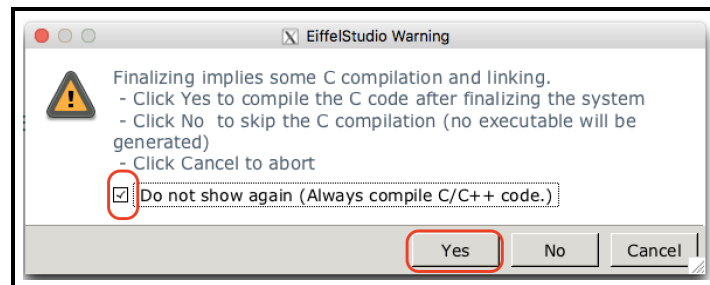 EiffelStudio Warning
Finalizing implies some C compilation and linking.
- Click Yes to compile the C code after finalizing the system
- Click No to skip the C compilation (no executable will be
generated)
- Click Cancel to abort
Do not show again (Always compile C/C++ code.)
Yes No Cancel